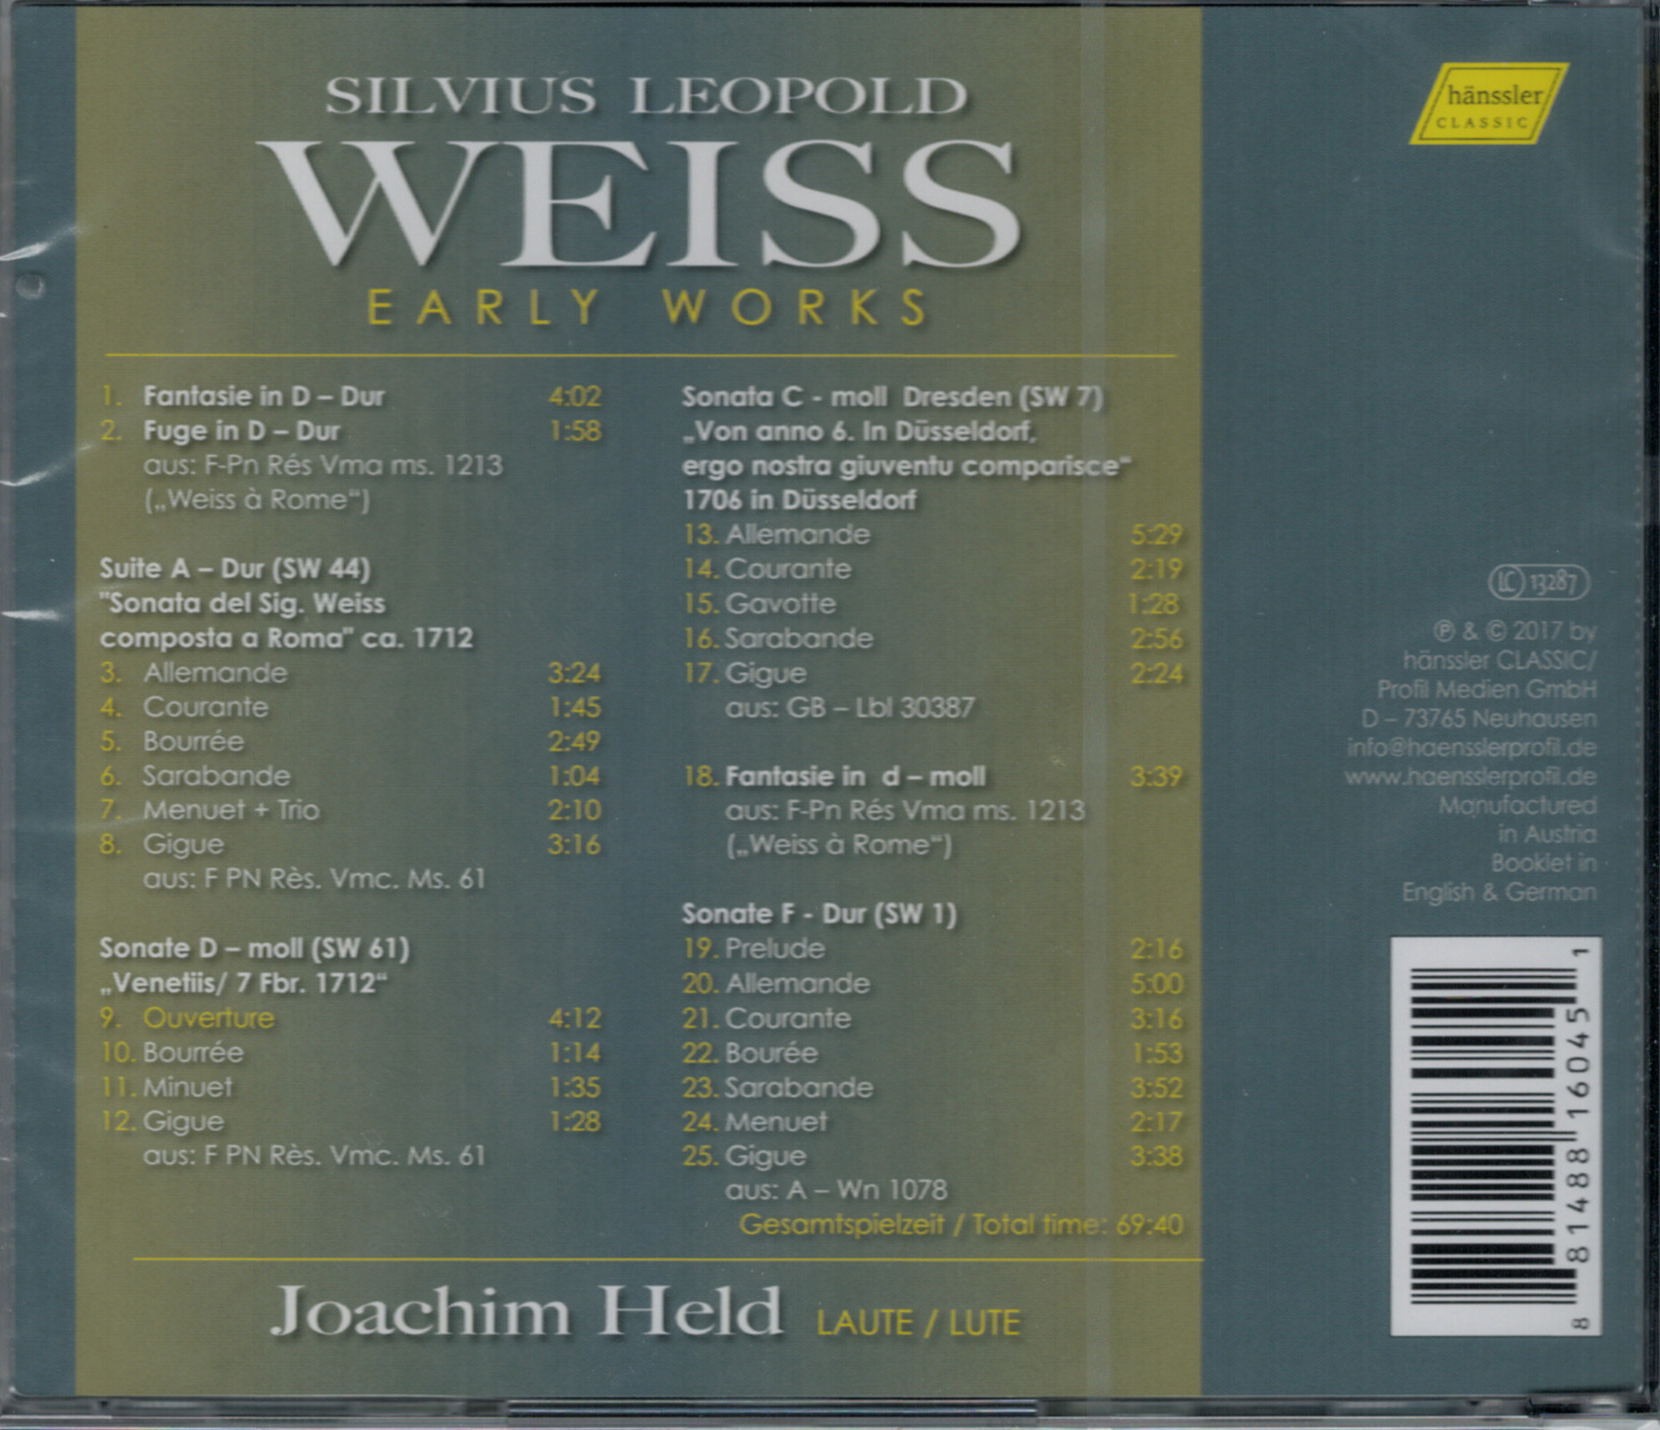 SILVIUS LEOPOLD
WEISS
EARLY WORKS
1. Fantasie in D – Dur 4:02
2. Fuge in D – Dur 1:58
aus: F-Pn Rés Vma ms. 1213
(„Weiss à Rome“)
Suite A – Dur (SW 44)
"Sonata del Sig. Weiss
composta a Roma" ca. 1712
3. Allemande 3:24
4. Courante 1:45
5. Bourrée 2:49
6. Sarabande 1:04
7. Menuet + Trio 2:10
8. Gigue 3:16
aus: F PN Rès. Vmc. Ms. 61
Sonate D – moll (SW 61)
„Venetiis/ 7 Fbr. 1712“
9. Ouverture 4:12
10. Bourrée 1:14
11. Minuet 1:35
12. Gigue 1:28
aus: F PN Rès. Vmc. Ms. 61
Sonata C - moll Dresden (SW 7)
„Von anno 6. In Düsseldorf,
ergo nostra giuventu comparisce“
1706 in Düsseldorf
13. Allemande 5:29
14. Courante 2:19
15. Gavotte 1:28
16. Sarabande 2:56
17. Gigue 2:24
aus: GB – Lbl 30387
18. Fantasie in d – moll 3:39
aus: F-Pn Rés Vma ms. 1213
(„Weiss à Rome“)
Sonate F - Dur (SW 1)
19. Prelude 2:16
20. Allemande 5:00
21. Courante 3:16
22. Bourée 1:53
23. Sarabande 3:52
24. Menuet 2:17
25. Gigue 3:38
aus: A – Wn 1078
Gesamtspielzeit / Total time: 69:40
Joachim Held LAUTE / LUTE
hänssler
CLASSIC
LC 13287
℗ & © 2017 by
hänssler CLASSIC/
Profil Medien GmbH
D – 73765 Neuhausen
info@haensslerprofil.de
www.haensslerprofil.de
Manufactured
in Austria
Booklet in
English & German
8 81488 16045 1